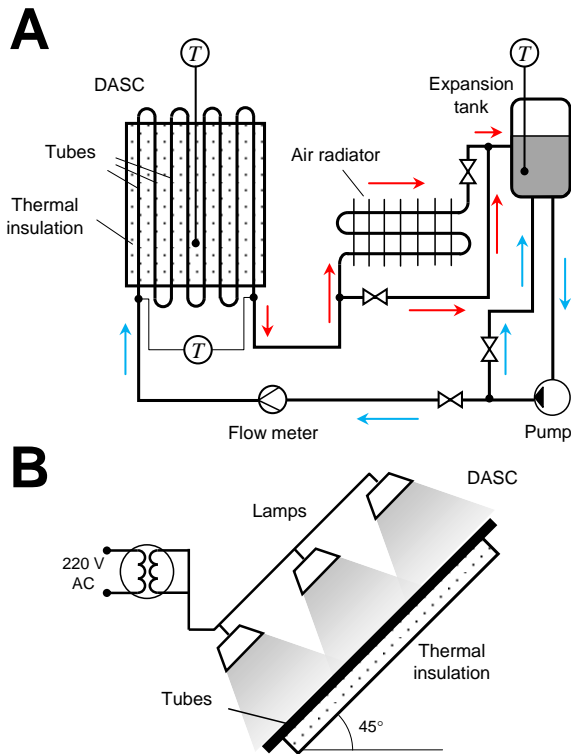 A
T
T
DASC
Expansion
tank
Tubes
Air radiator
Thermal
insulation
T
Flow meter
Pump
B
DASC
Lamps
220 V
AC
Thermal
insulation
Tubes
45°